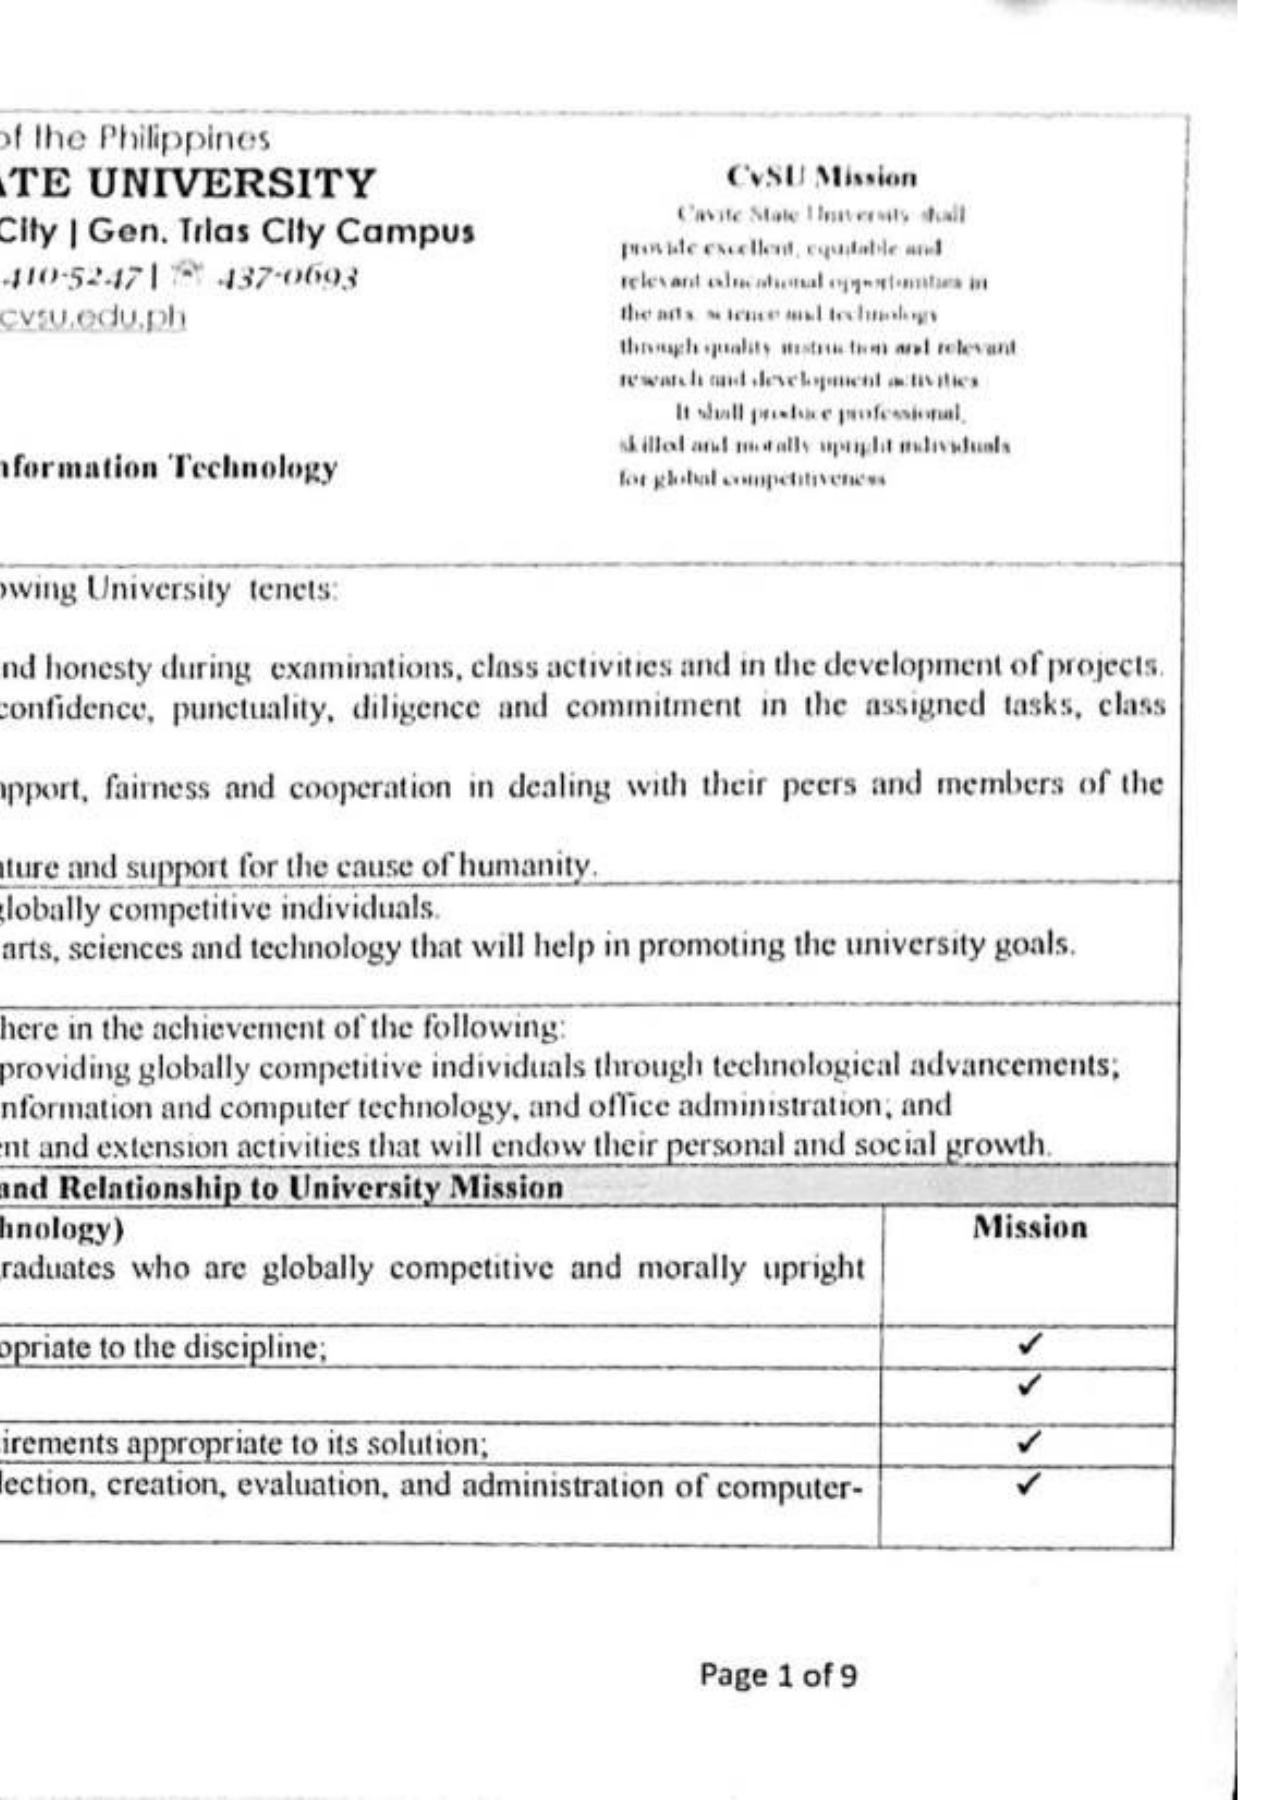 of the Philippines
ATE UNIVERSITY
City | Gen. Trias City Campus
410-5247 | ☏ 437-0693
cvsu.edu.ph
nformation Technology
CvSU Mission
Cavite State University shall
provide excellent, equitable and
relevant educational opportunities in
the arts, science and technology
through quality instruction and relevant
research and development activities
It shall produce professional,
skilled and morally upright individuals
for global competitiveness
owing University tenets:
nd honesty during examinations, class activities and in the development of projects.
confidence, punctuality, diligence and commitment in the assigned tasks, class
pport, fairness and cooperation in dealing with their peers and members of the
ture and support for the cause of humanity.
globally competitive individuals.
arts, sciences and technology that will help in promoting the university goals.
here in the achievement of the following:
providing globally competitive individuals through technological advancements;
nformation and computer technology, and office administration; and
nt and extension activities that will endow their personal and social growth.
and Relationship to University Mission
hnology) Mission
raduates who are globally competitive and morally upright
opriate to the discipline; ✓
✓
irements appropriate to its solution; ✓
lection, creation, evaluation, and administration of computer- ✓
Page 1 of 9